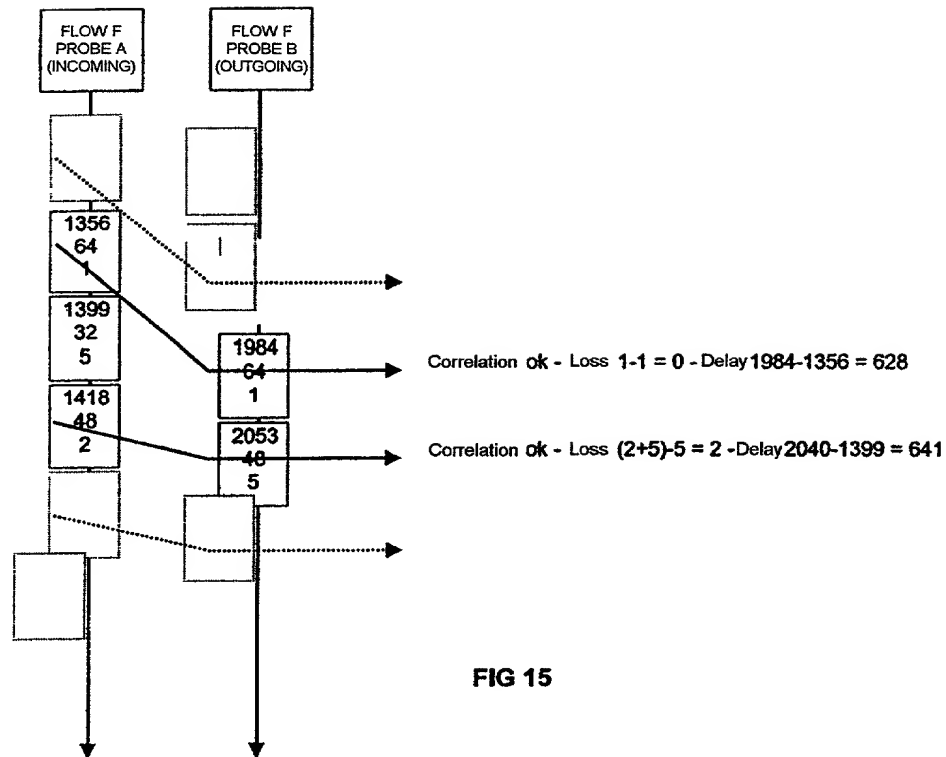 FLOW F
PROBE A
(INCOMING)
FLOW F
PROBE B
(OUTGOING)
1356
64
1
1399
32
5
1418
48
2
1984
64
1
2053
48
5
Correlation ok - Loss 1-1 = 0 - Delay 1984-1356 = 628
Correlation ok - Loss (2+5)-5 = 2 -Delay 2040-1399 = 641
FIG 15